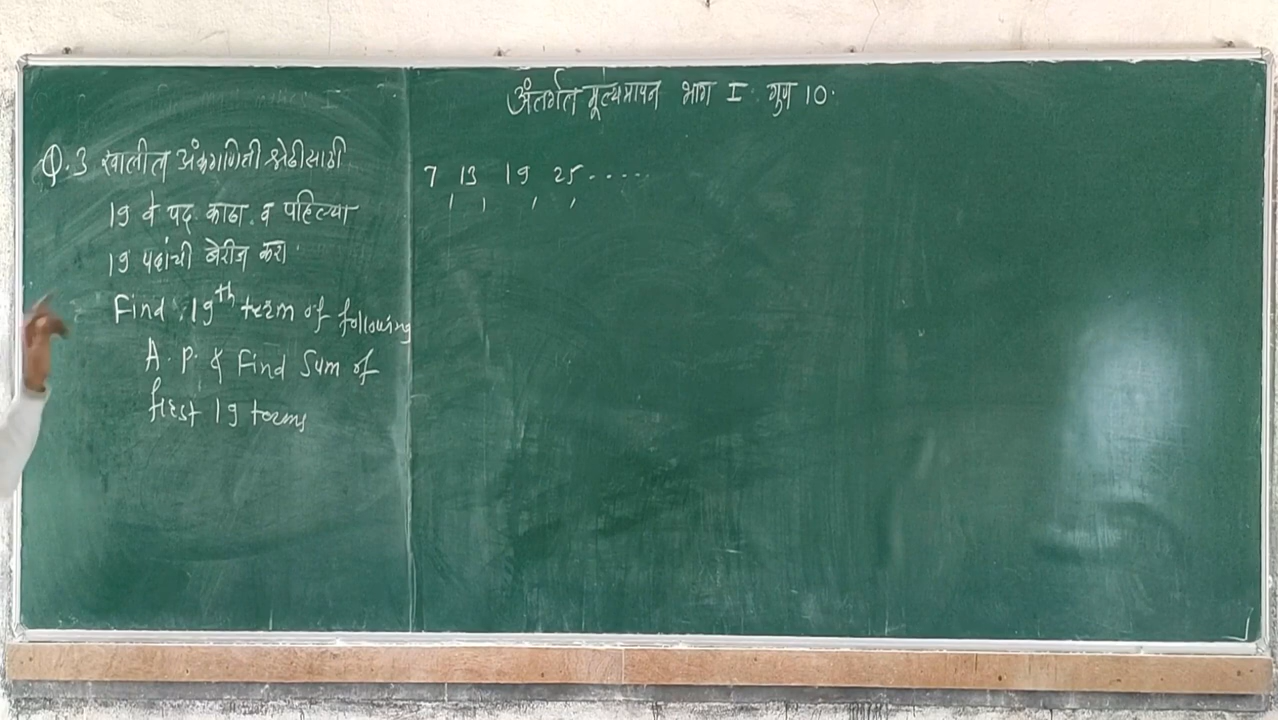 अंतर्गत मूल्यमापन भाग I गुण 10.
Q.3 खालील अंकगणिती श्रेढीसाठी
19 वे पद काढा व पहिल्या
19 पदांची बेरीज करा.
Find 19th term of following
A.P. & Find Sum of
first 19 terms
7 13 19 25.....